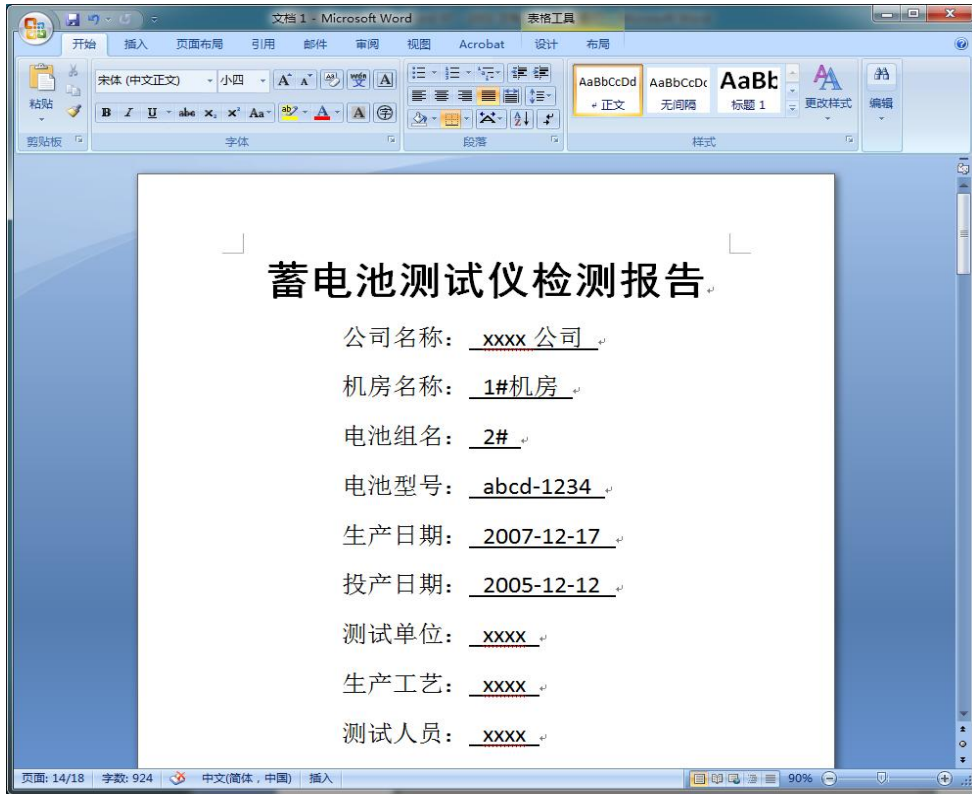 文档 1 - Microsoft Word
表格工具
开始 插入 页面布局 引用 邮件 审阅 视图 Acrobat 设计 布局
宋体 (中文正文) 小四
粘贴
B I U abc x₂ x² Aa
AaBbCcDd AaBbCcDc AaBb
正文 无间隔 标题 1
更改样式 编辑
剪贴板 字体 段落 样式
蓄电池测试仪检测报告
公司名称： xxxx 公司
机房名称： 1#机房
电池组名： 2#
电池型号： abcd-1234
生产日期： 2007-12-17
投产日期： 2005-12-12
测试单位： xxxx
生产工艺： xxxx
测试人员： xxxx
页面: 14/18 字数: 924 中文(简体，中国) 插入 90%